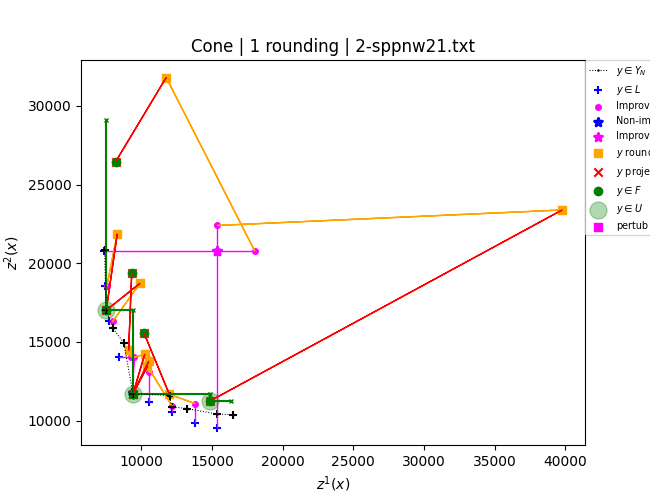 Cone | 1 rounding | 2-sppnw21.txt
z²(x)
30000
25000
20000
15000
10000
10000 15000 20000 25000 30000 35000 40000
z¹(x)
y ∈ Y_N
y ∈ L
Improv
Non-im
Improv
y roun
y proje
y ∈ F
y ∈ U
pertub